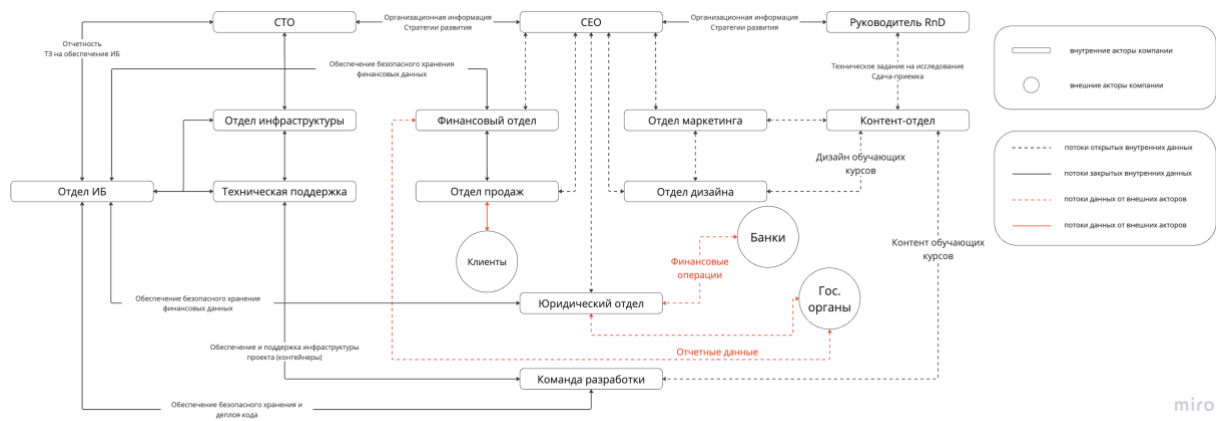 CTO
Организационная информация
Стратегии развития
CEO
Организационная информация
Стратегии развития
Руководитель RnD
Отчетность
ТЗ на обеспечение ИБ
Обеспечение безопасного хранения
финансовых данных
Техническое задание на исследование
Сдача-приемка
внутренние акторы компании
внешние акторы компании
Отдел инфраструктуры
Финансовый отдел
Отдел маркетинга
Контент-отдел
потоки открытых внутренних данных
потоки закрытых внутренних данных
потоки данных от внешних акторов
потоки данных от внешних акторов
Дизайн обучающих
курсов
Отдел ИБ
Техническая поддержка
Отдел продаж
Отдел дизайна
Клиенты
Банки
Контент обучающих
курсов
Финансовые
операции
Гос.
органы
Обеспечение безопасного хранения
финансовых данных
Юридический отдел
Обеспечение и поддержка инфраструктуры
проекта (контейнеры)
Отчетные данные
Команда разработки
Обеспечение безопасного хранения и
деплоя кода
miro